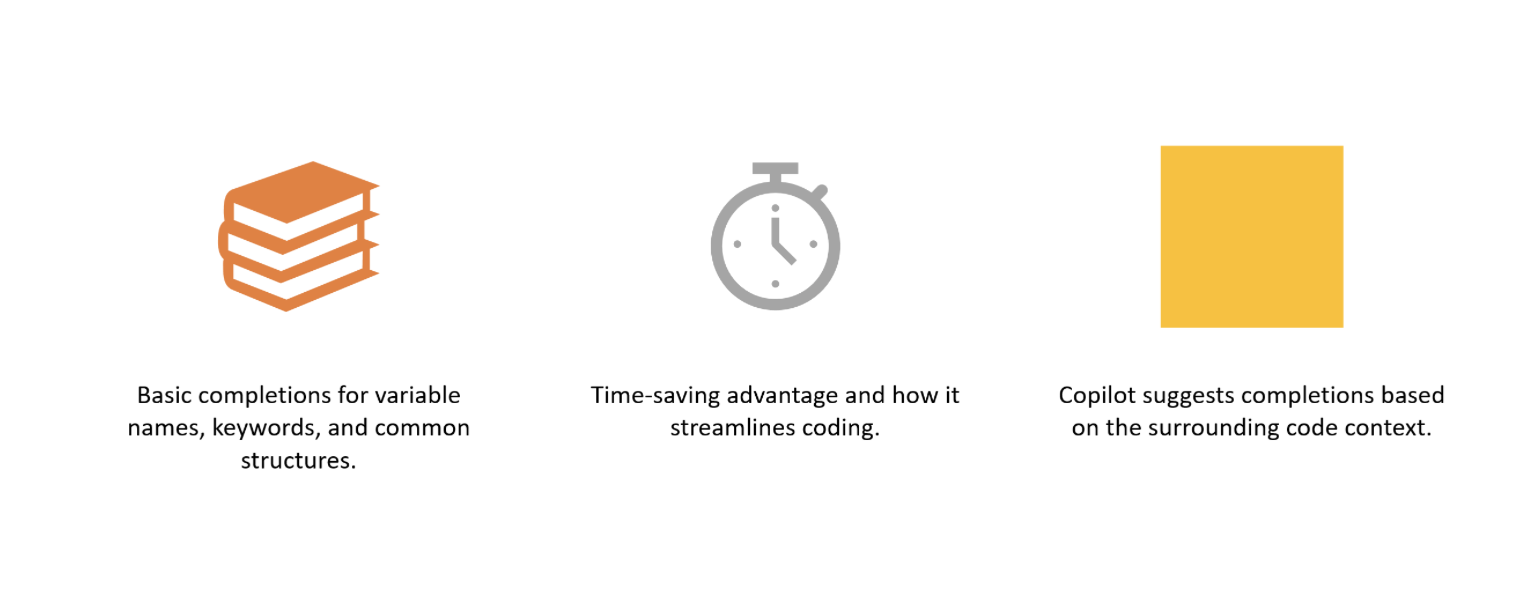 Basic completions for variable
names, keywords, and common
structures.
Time-saving advantage and how it
streamlines coding.
Copilot suggests completions based
on the surrounding code context.